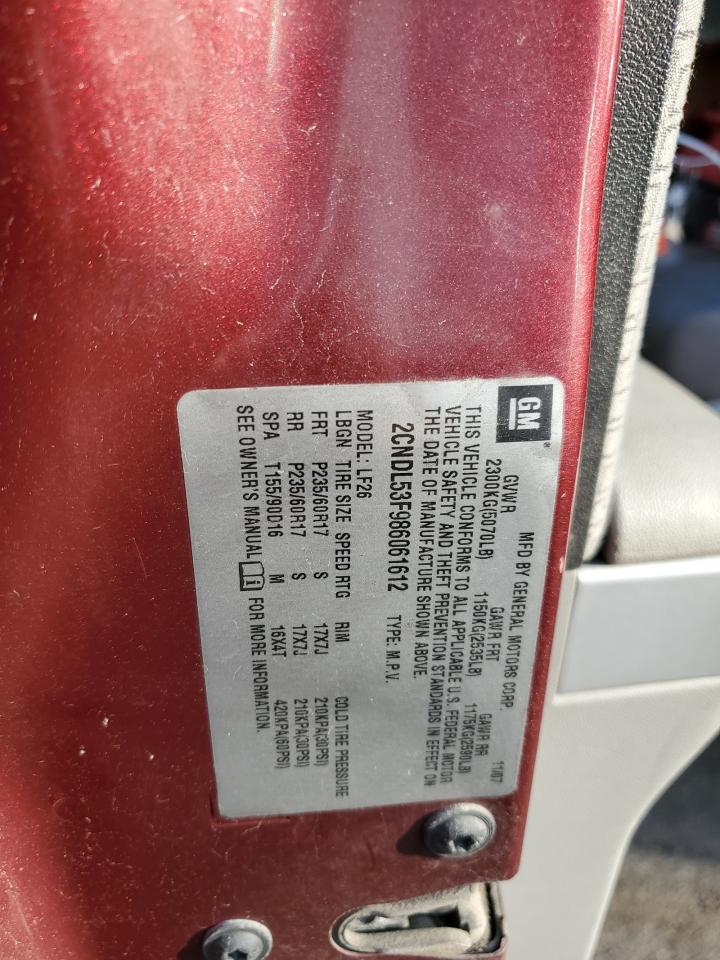 GM® MFD BY GENERAL MOTORS CORP. 11/07
GVWR GAWR FRT GAWR RR
2300KG(5070LB) 1150KG(2535LB) 1175KG(2590LB)
THIS VEHICLE CONFORMS TO ALL APPLICABLE U.S. FEDERAL MOTOR
VEHICLE SAFETY AND THEFT PREVENTION STANDARDS IN EFFECT ON
THE DATE OF MANUFACTURE SHOWN ABOVE.
2CNDL53F986061612 TYPE: M.P.V.
MODEL: LF26
LBGN TIRE SIZE SPEED RTG RIM COLD TIRE PRESSURE
FRT P235/60R17 S 17X7J 210KPA(30PSI)
RR P235/60R17 S 17X7J 210KPA(30PSI)
SPA T155/90D16 M 16X4T 420KPA(60PSI)
SEE OWNER'S MANUAL FOR MORE INFORMATION.